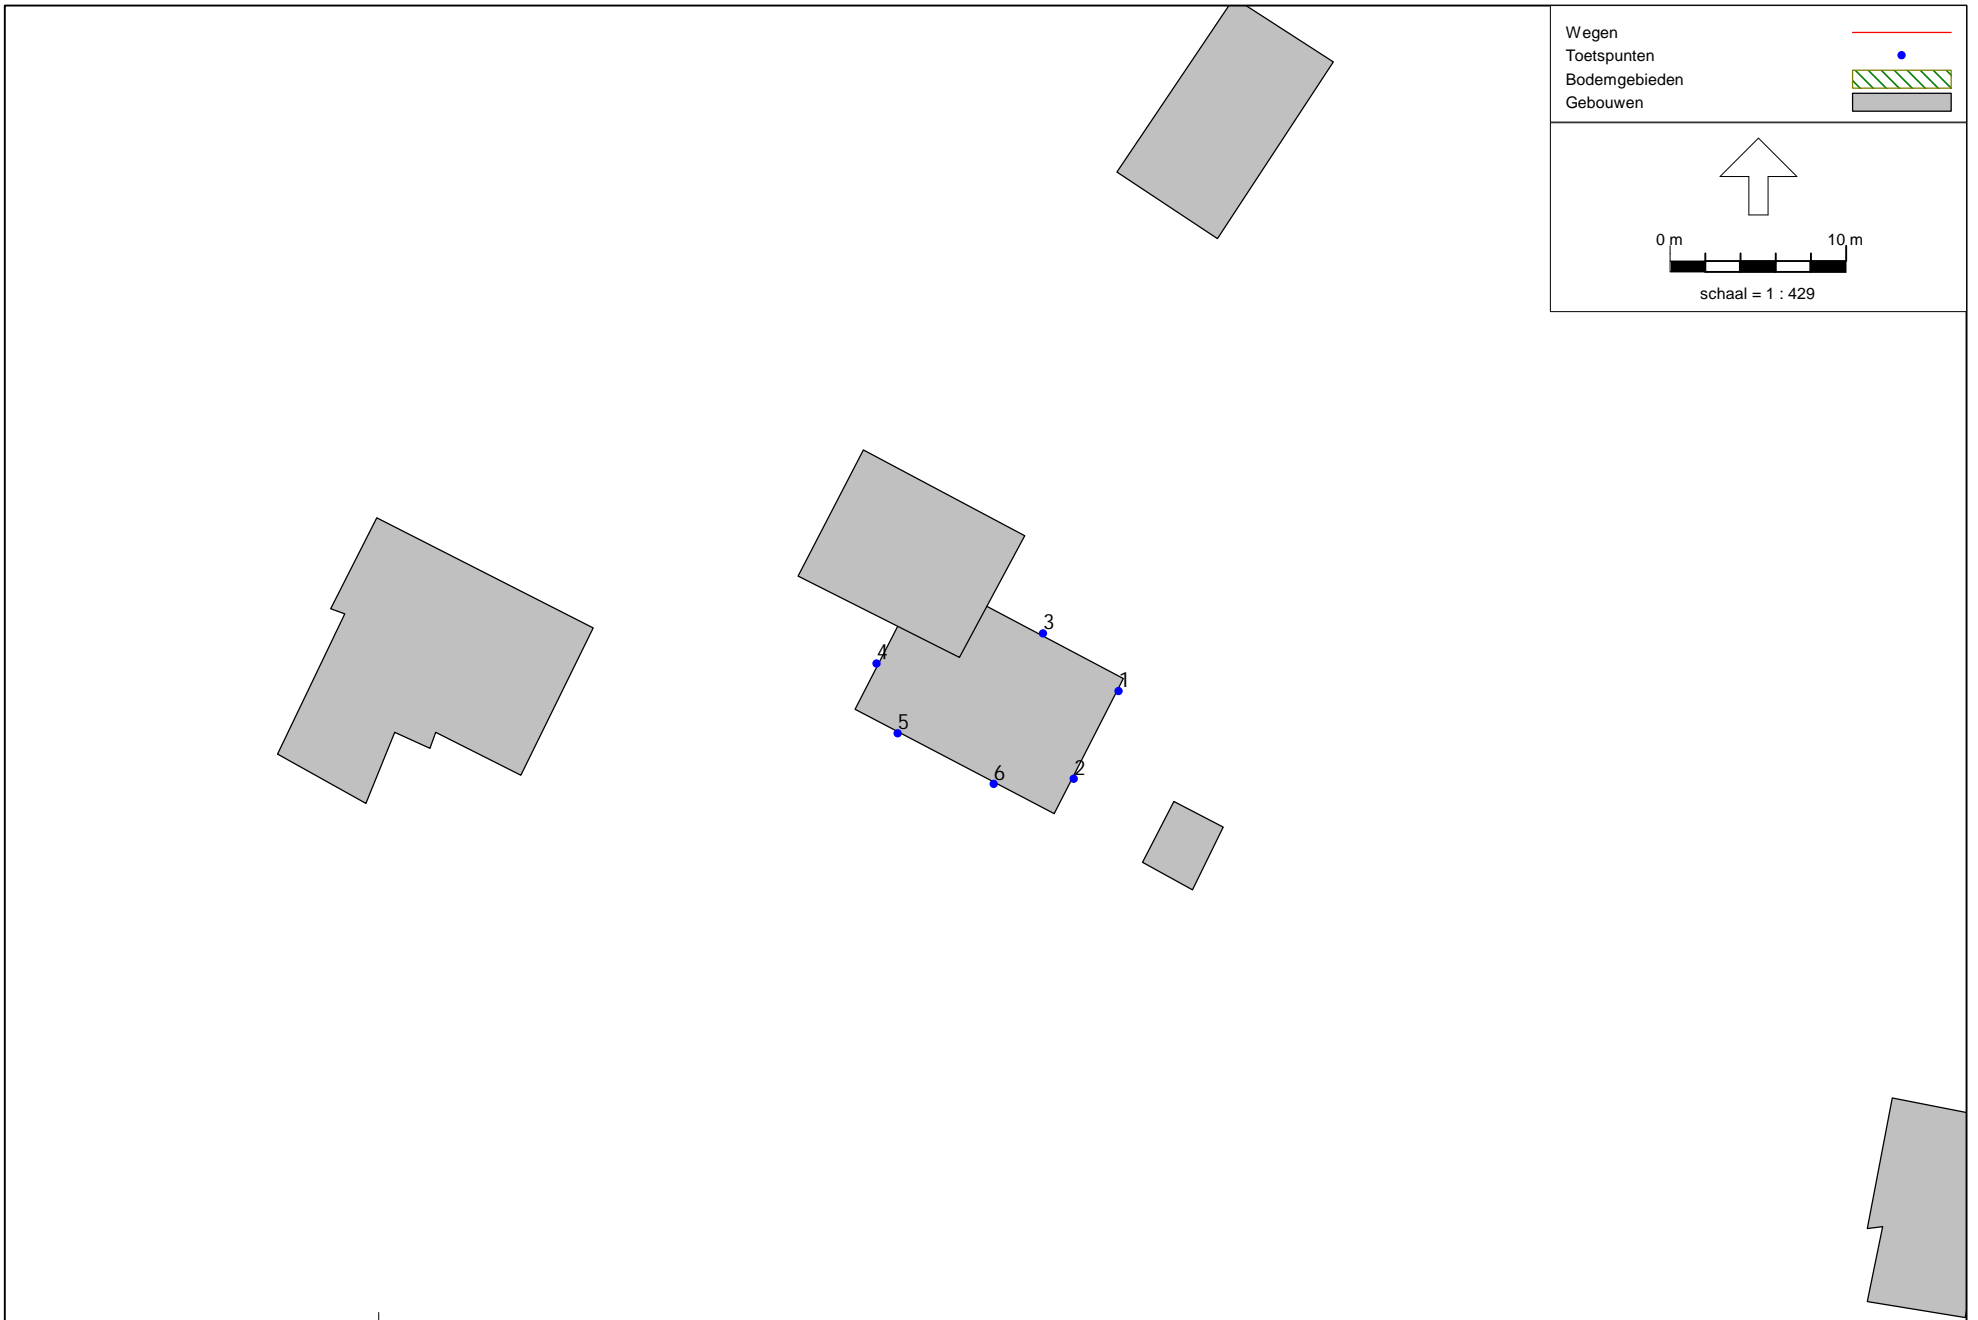 Wegen
Toetspunten
Bodemgebieden
Gebouwen
0 m 10 m
schaal = 1 : 429
3
4
1
5
6
2